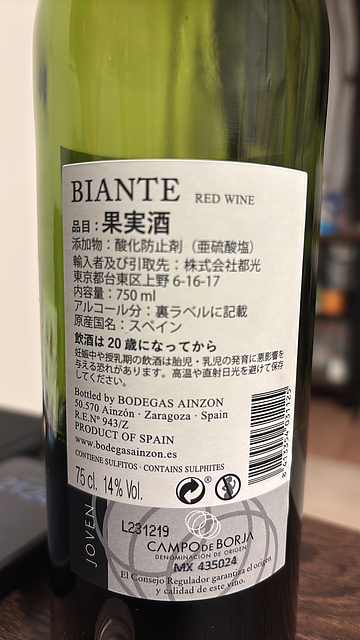 BIANTE RED WINE
品目：果実酒
添加物：酸化防止剤（亜硫酸塩）
輸入者及び引取先：株式会社都光
東京都台東区上野 6-16-17
内容量：750 ml
アルコール分：裏ラベルに記載
原産国名：スペイン
飲酒は 20 歳になってから
妊娠中や授乳期の飲酒は胎児・乳児の発育に悪影響を
与える恐れがあります。高温や直射日光を避けて保存
してください。
Bottled by BODEGAS AINZON
50.570 Ainzón · Zaragoza · Spain
R.E.Nº 943/Z
PRODUCT OF SPAIN
www.bodegasainzon.es
CONTIENE SULFITOS · CONTAINS SULPHITES
75 cl. 14% Vol.
8 413354 031125
JOVEN
L231219
CAMPO DE BORJA
DENOMINACIÓN DE ORIGEN
MX 435024
El Consejo Regulador garantiza el origen
y calidad de este vino.